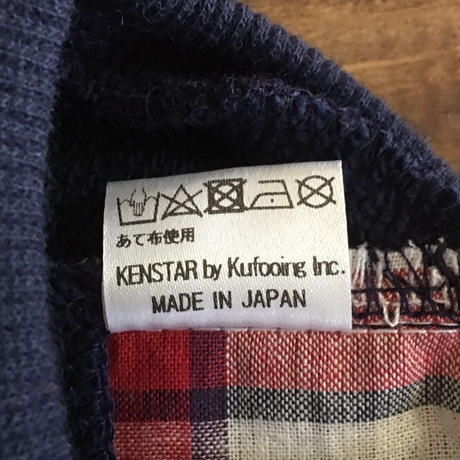 あて布使用
KENSTAR by Kufooing Inc.
MADE IN JAPAN